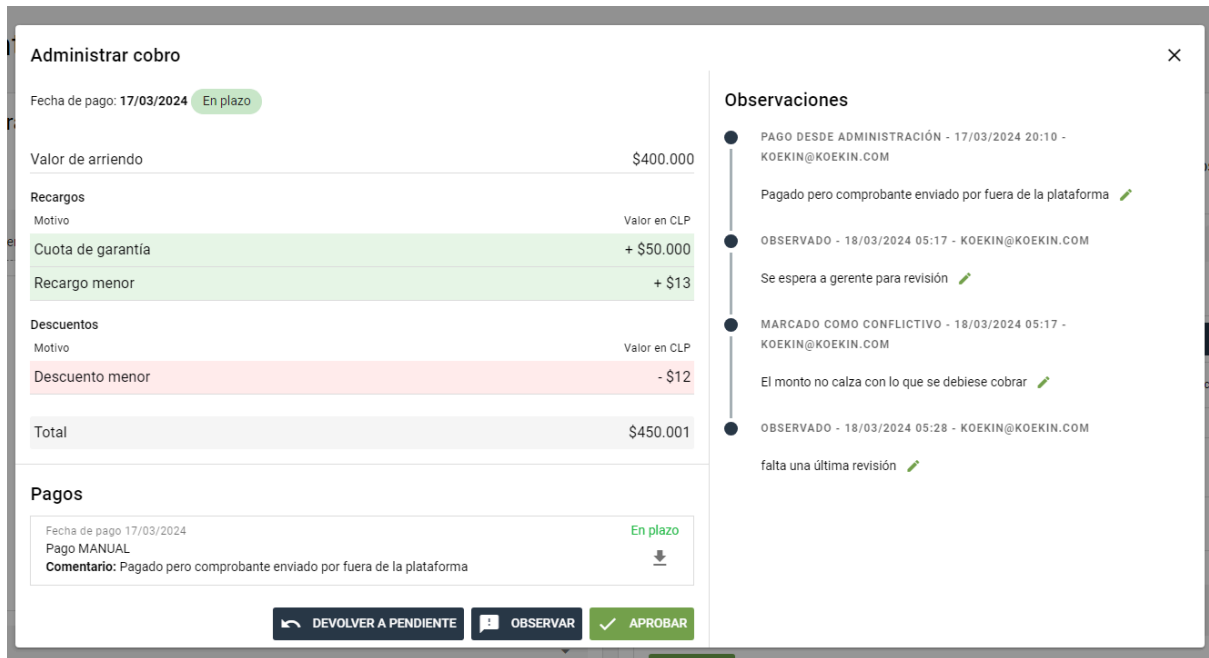 Administrar cobro
Fecha de pago: 17/03/2024 En plazo
Valor de arriendo $400.000
Recargos
Motivo Valor en CLP
Cuota de garantía + $50.000
Recargo menor + $13
Descuentos
Motivo Valor en CLP
Descuento menor - $12
Total $450.001
Pagos
Fecha de pago 17/03/2024 En plazo
Pago MANUAL
Comentario: Pagado pero comprobante enviado por fuera de la plataforma
DEVOLVER A PENDIENTE OBSERVAR APROBAR
Observaciones
PAGO DESDE ADMINISTRACIÓN - 17/03/2024 20:10 -
KOEKIN@KOEKIN.COM
Pagado pero comprobante enviado por fuera de la plataforma
OBSERVADO - 18/03/2024 05:17 - KOEKIN@KOEKIN.COM
Se espera a gerente para revisión
MARCADO COMO CONFLICTIVO - 18/03/2024 05:17 -
KOEKIN@KOEKIN.COM
El monto no calza con lo que se debiese cobrar
OBSERVADO - 18/03/2024 05:28 - KOEKIN@KOEKIN.COM
falta una última revisión